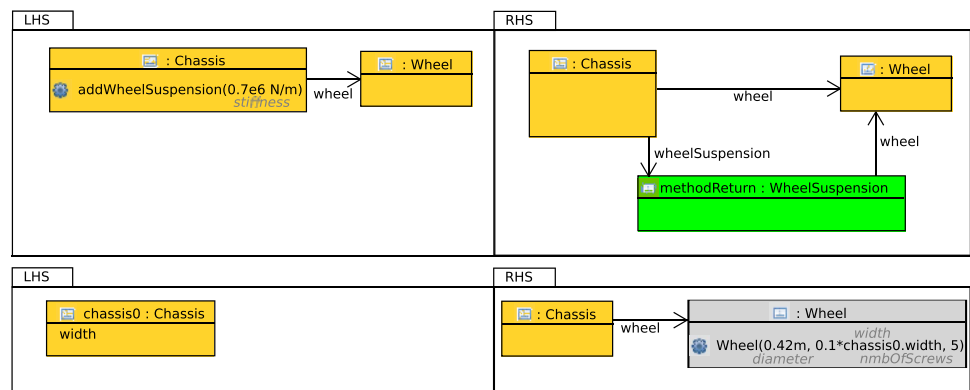 LHS
: Chassis
addWheelSuspension(0.7e6 N/m)
stiffness
wheel
: Wheel
RHS
: Chassis
: Wheel
wheel
wheelSuspension
wheel
methodReturn : WheelSuspension
LHS
chassis0 : Chassis
width
RHS
: Chassis
wheel
: Wheel
width
Wheel(0.42m, 0.1*chassis0.width, 5)
diameter
nmbOfScrews